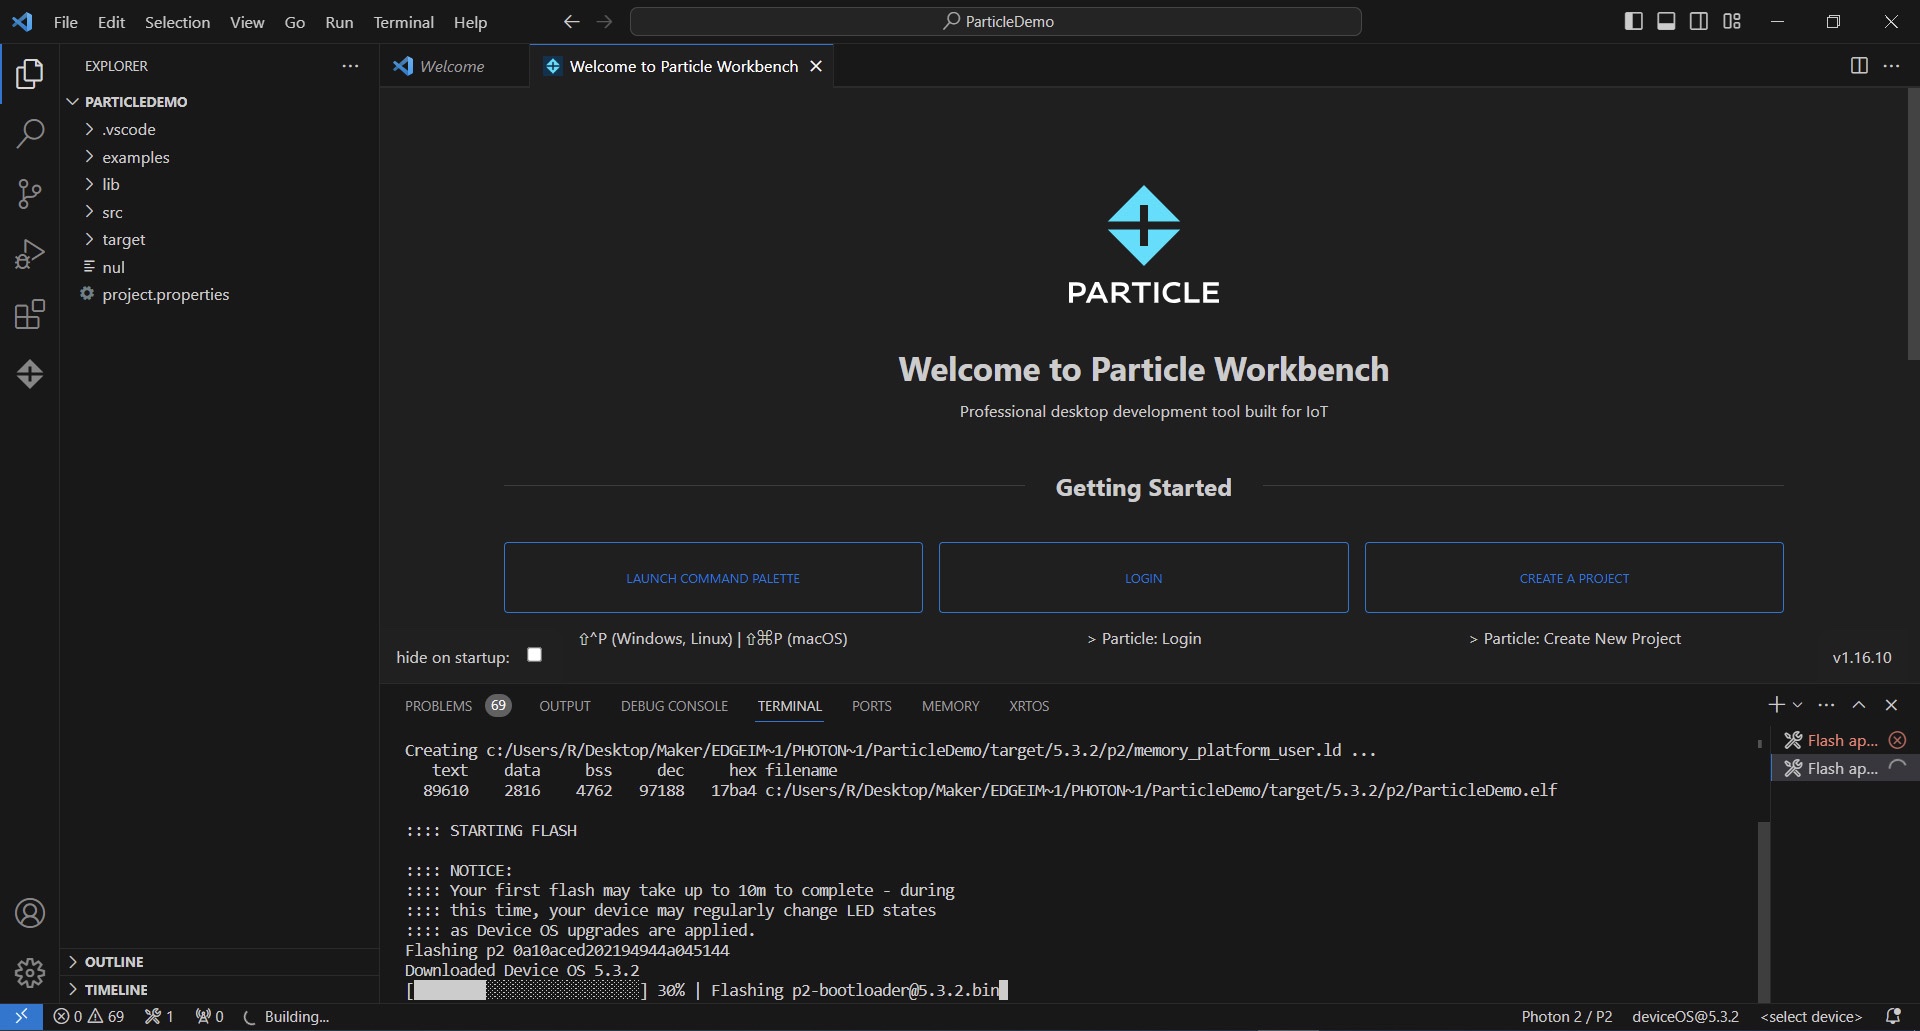 File Edit Selection View Go Run Terminal Help
ParticleDemo
EXPLORER
Welcome
Welcome to Particle Workbench
PARTICLEDEMO
.vscode
examples
lib
src
target
nul
project.properties
OUTLINE
TIMELINE
PARTICLE
Welcome to Particle Workbench
Professional desktop development tool built for IoT
Getting Started
LAUNCH COMMAND PALETTE
LOGIN
CREATE A PROJECT
⇧^P (Windows, Linux) | ⇧⌘P (macOS)
> Particle: Login
> Particle: Create New Project
hide on startup:
v1.16.10
PROBLEMS 69 OUTPUT DEBUG CONSOLE TERMINAL PORTS MEMORY XRTOS
Creating c:/Users/R/Desktop/Maker/EDGEIM~1/PHOTON~1/ParticleDemo/target/5.3.2/p2/memory_platform_user.ld ...
text data bss dec hex filename
89610 2816 4762 97188 17ba4 c:/Users/R/Desktop/Maker/EDGEIM~1/PHOTON~1/ParticleDemo/target/5.3.2/p2/ParticleDemo.elf
:::: STARTING FLASH
:::: NOTICE:
:::: Your first flash may take up to 10m to complete - during
:::: this time, your device may regularly change LED states
:::: as Device OS upgrades are applied.
Flashing p2 0a10aced202194944a045144
Downloaded Device OS 5.3.2
[ ] 30% | Flashing p2-bootloader@5.3.2.bin
Flash ap...
Flash ap...
0 69 1 0 Building... Photon 2 / P2 deviceOS@5.3.2 <select device>